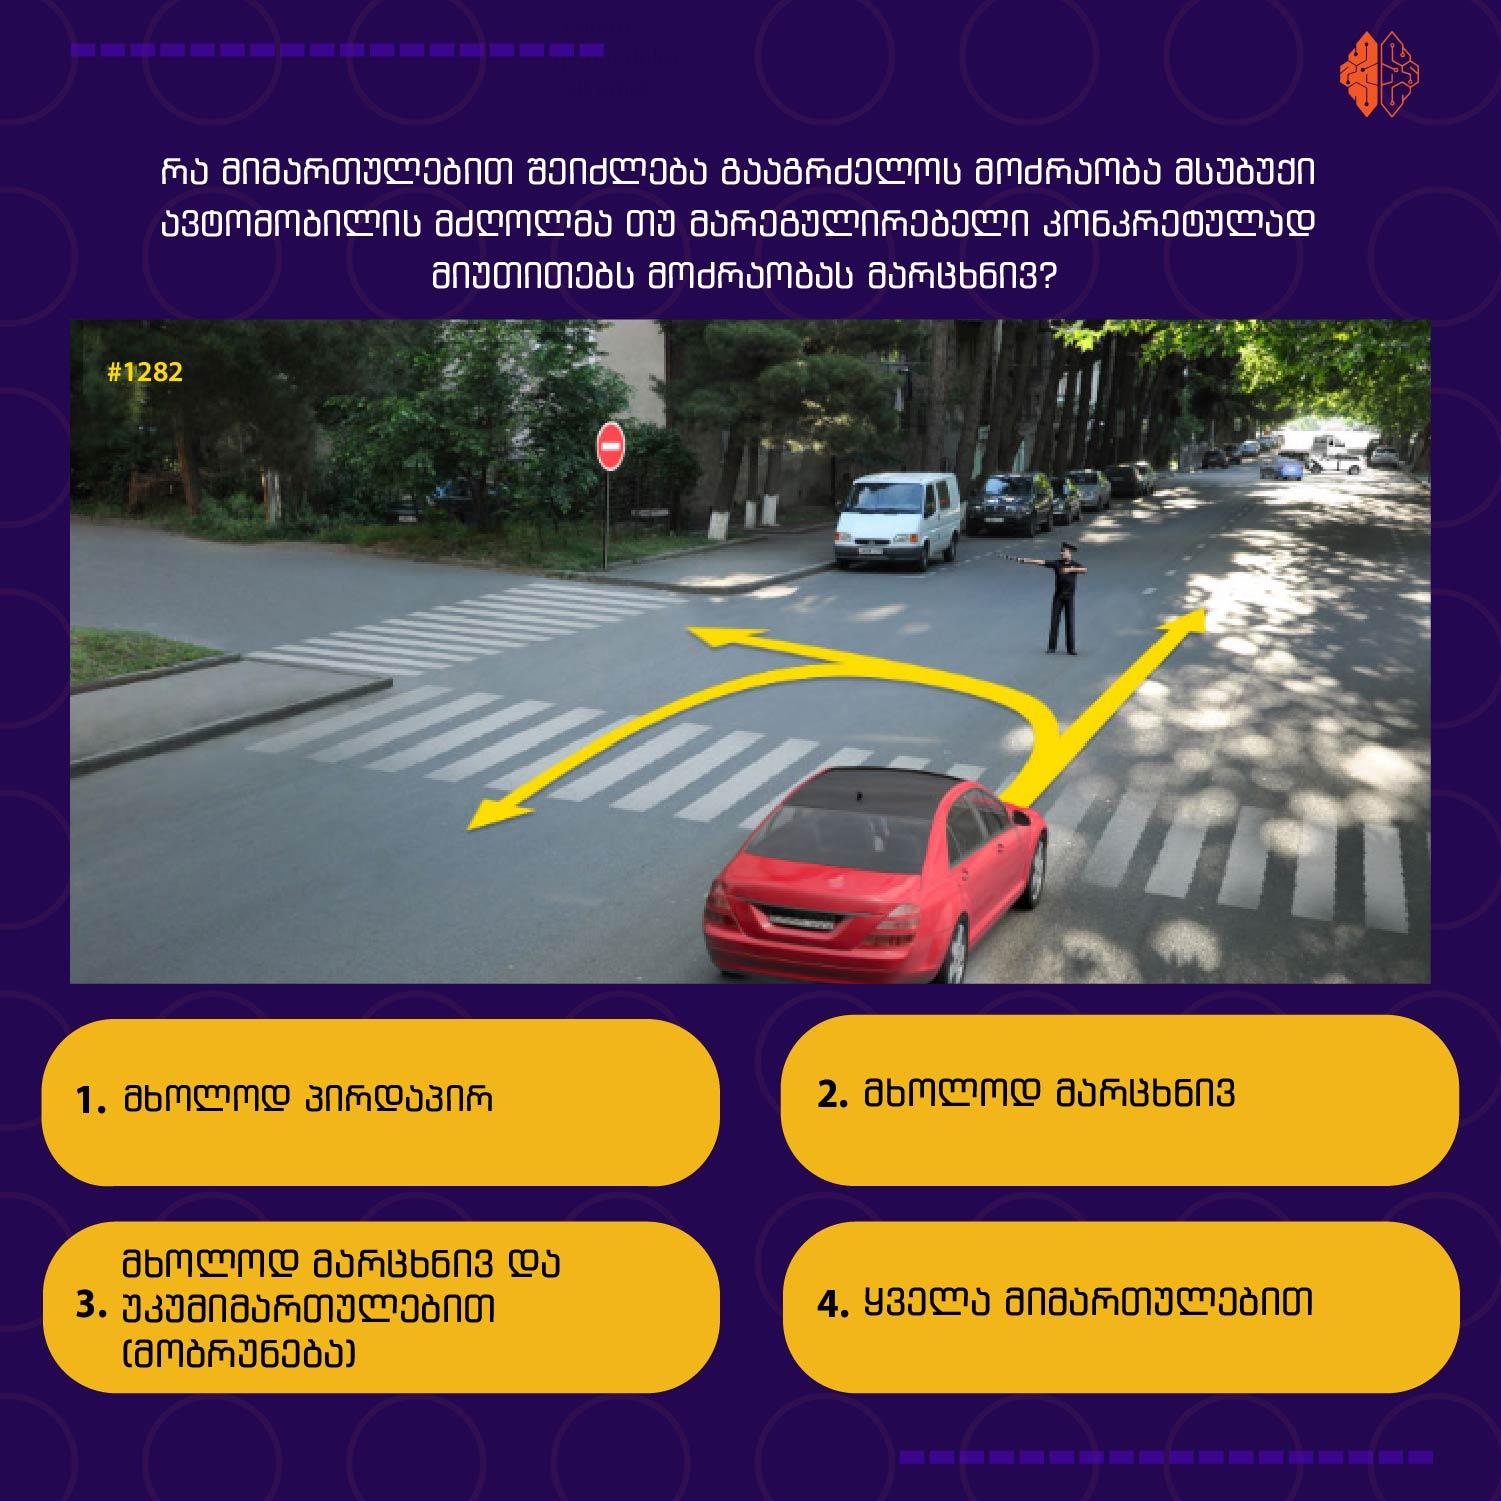 რა მიმართულებით შეიძლება გააგრძელოს მოძრაობა მსუბუქი
ავტომობილის მძღოლმა თუ მარეგულირებელი კონკრეტულად
მიუთითებს მოძრაობას მარცხნივ?
#1282
1. მხოლოდ პირდაპირ
2. მხოლოდ მარცხნივ
3. მხოლოდ მარცხნივ და
უკუმიმართულებით
(მობრუნება)
4. ყველა მიმართულებით